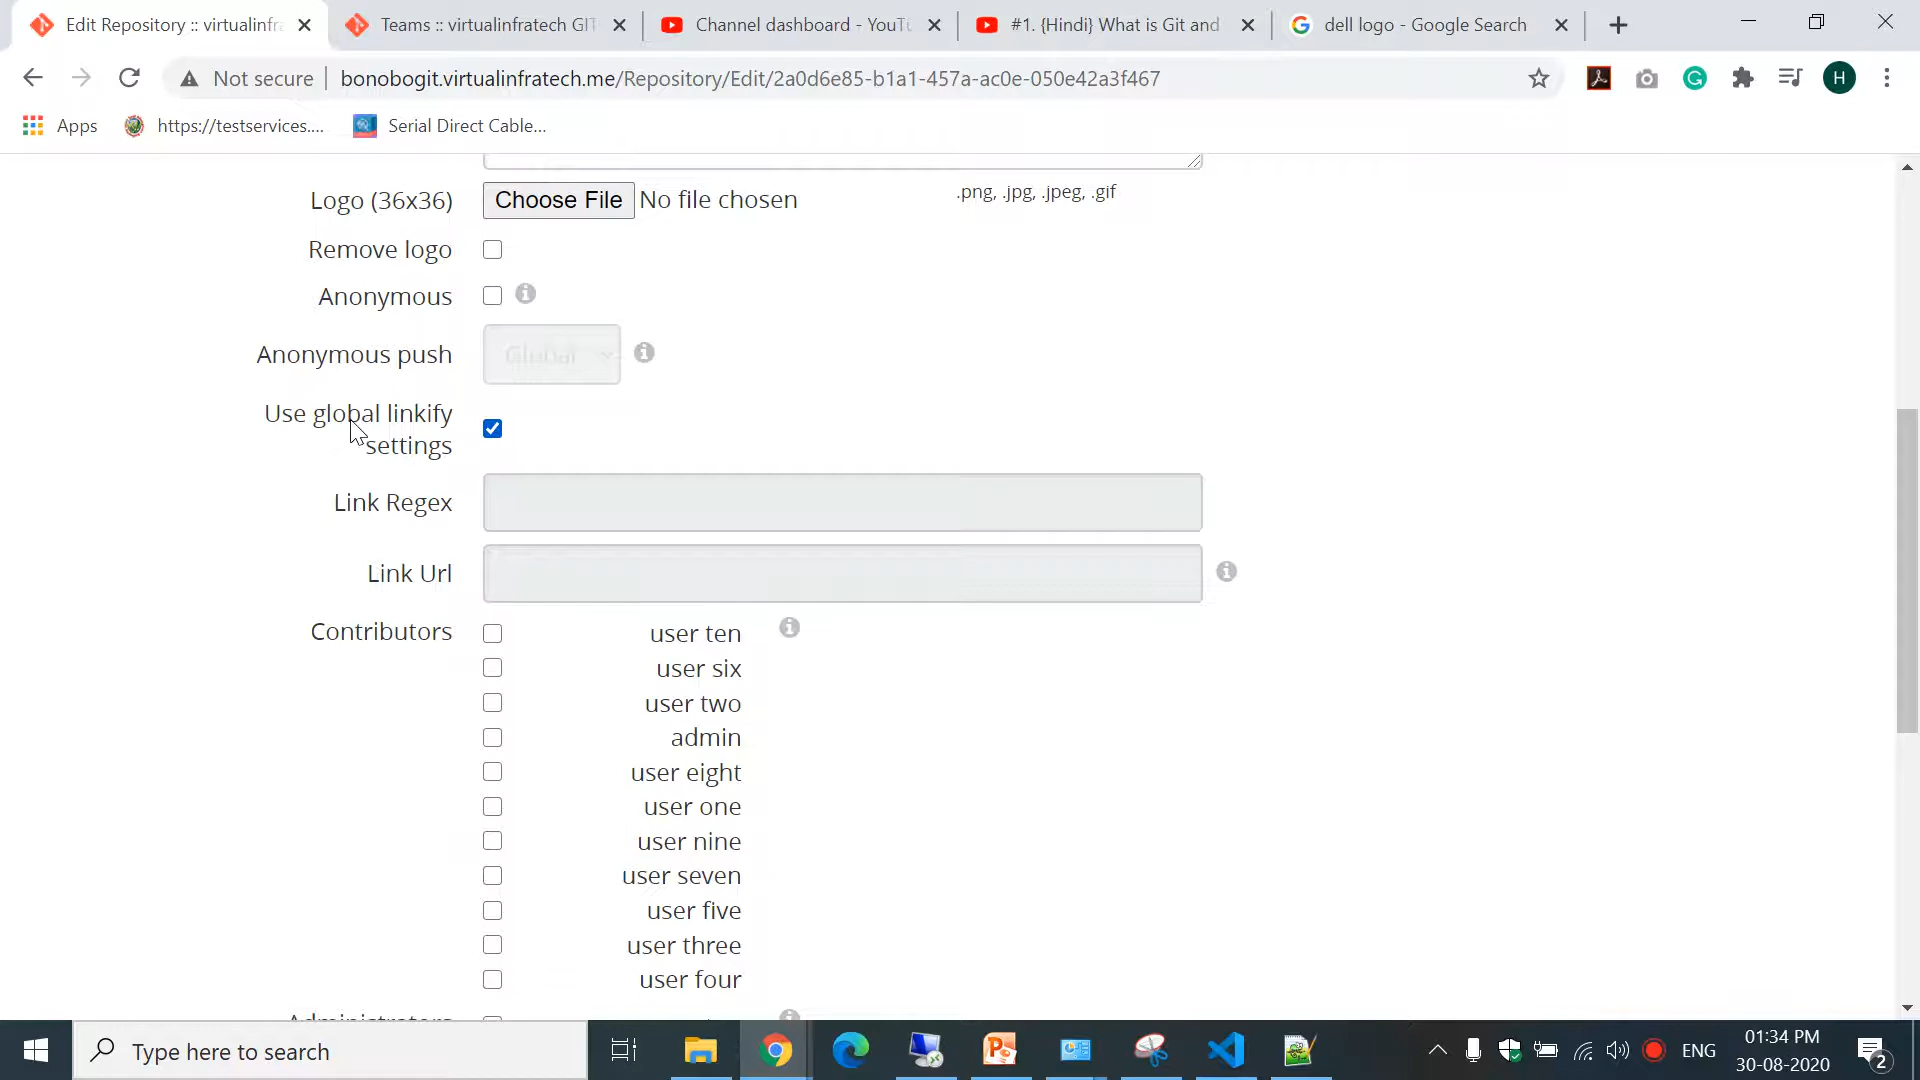 Edit Repository :: virtualinfra
Teams :: virtualinfratech GIT
Channel dashboard - YouTu
#1. {Hindi} What is Git and
dell logo - Google Search
Not secure
bonobogit.virtualinfratech.me/Repository/Edit/2a0d6e85-b1a1-457a-ac0e-050e42a3f467
H
Apps
https://testservices....
Serial Direct Cable...
Logo (36x36)
Choose File No file chosen
.png, .jpg, .jpeg, .gif
Remove logo
Anonymous
Anonymous push
Global
Use global linkify
settings
Link Regex
Link Url
Contributors
user ten
user six
user two
admin
user eight
user one
user nine
user seven
user five
user three
user four
Administrators
Type here to search
ENG
01:34 PM
30-08-2020
2